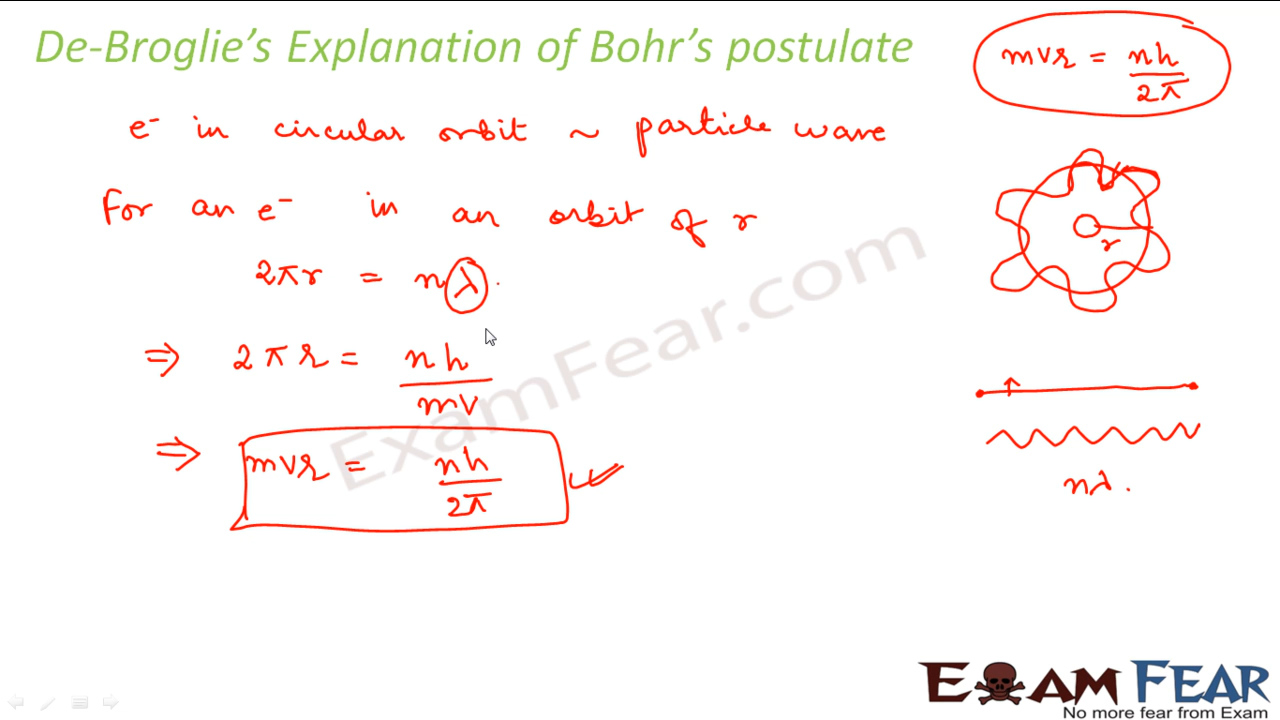 De-Broglie's Explanation of Bohr's postulate
mvr = nh/2π
e⁻ in circular orbit ~ particle wave
For an e⁻ in an orbit of r
2πr = nλ.
⇒ 2πr = nh/mv
⇒ mvr = nh/2π
r
nλ.
ExamFear.com
EXAM FEAR
No more fear from Exam